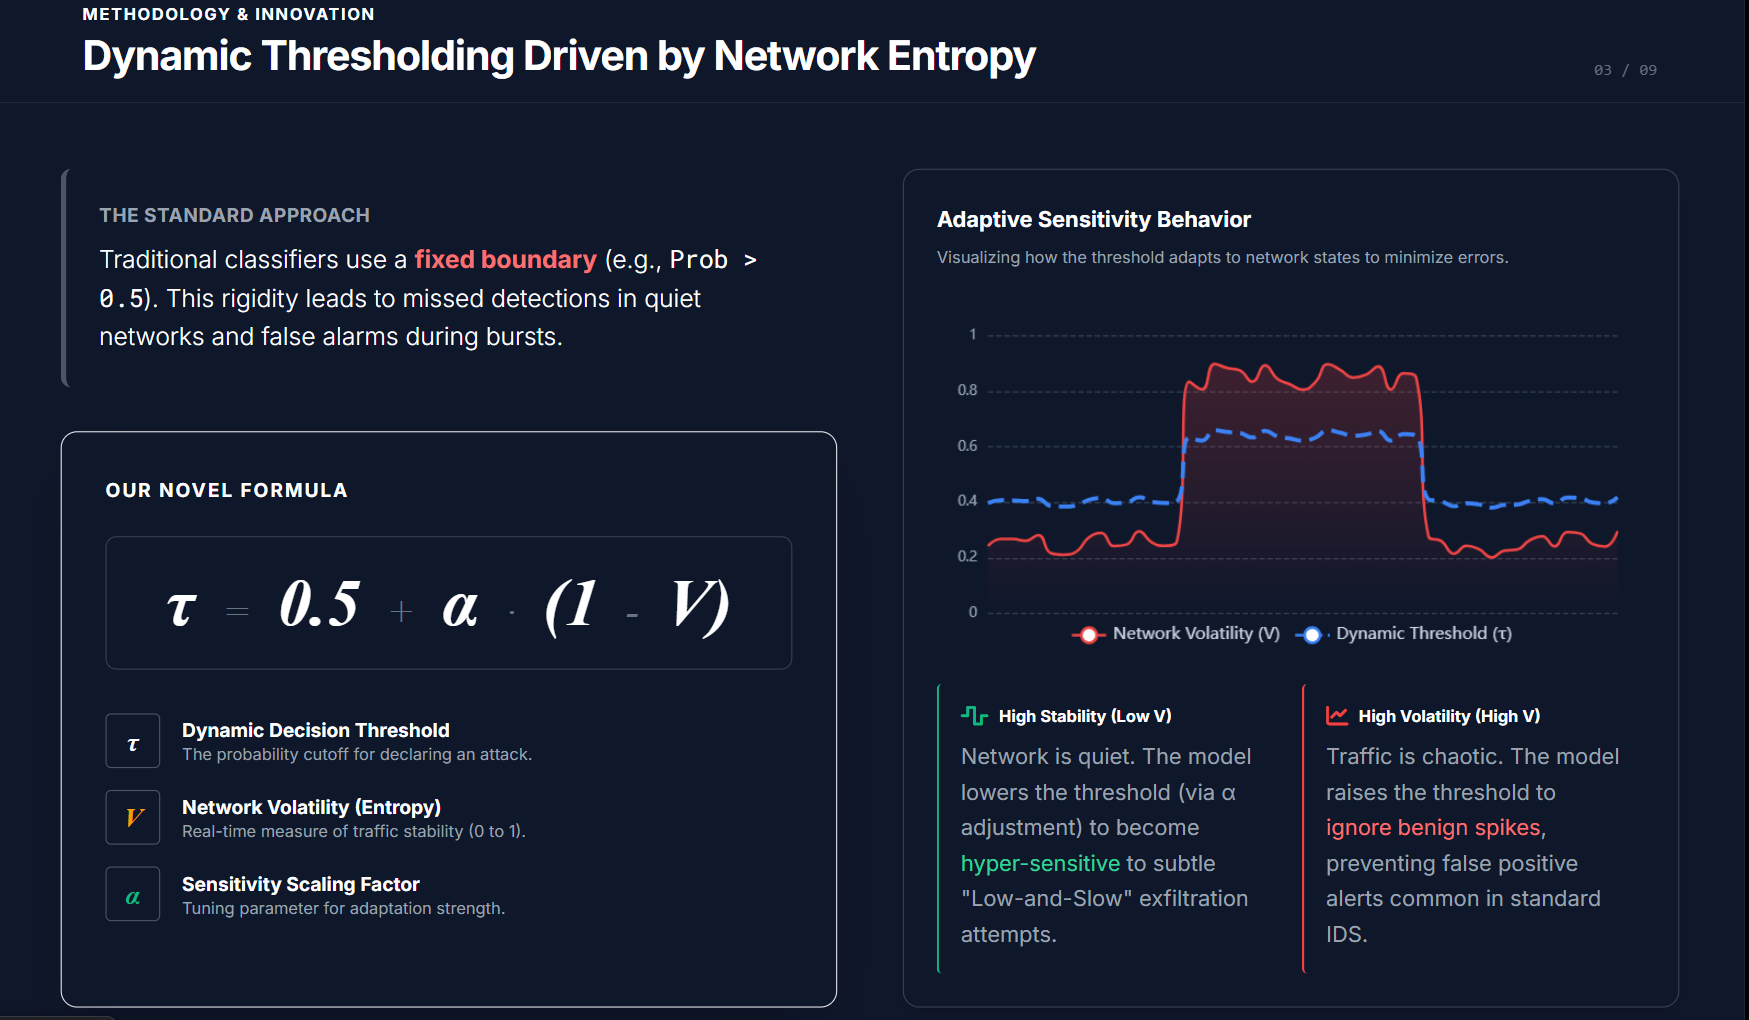 METHODOLOGY & INNOVATION
Dynamic Thresholding Driven by Network Entropy
03 / 09
THE STANDARD APPROACH
Traditional classifiers use a fixed boundary (e.g., Prob >
0.5). This rigidity leads to missed detections in quiet
networks and false alarms during bursts.
OUR NOVEL FORMULA
τ = 0.5 + α · (1 - V)
τ
Dynamic Decision Threshold
The probability cutoff for declaring an attack.
V
Network Volatility (Entropy)
Real-time measure of traffic stability (0 to 1).
α
Sensitivity Scaling Factor
Tuning parameter for adaptation strength.
Adaptive Sensitivity Behavior
Visualizing how the threshold adapts to network states to minimize errors.
1
0.8
0.6
0.4
0.2
0
Network Volatility (V) Dynamic Threshold (τ)
High Stability (Low V)
Network is quiet. The model
lowers the threshold (via α
adjustment) to become
hyper-sensitive to subtle
"Low-and-Slow" exfiltration
attempts.
High Volatility (High V)
Traffic is chaotic. The model
raises the threshold to
ignore benign spikes,
preventing false positive
alerts common in standard
IDS.